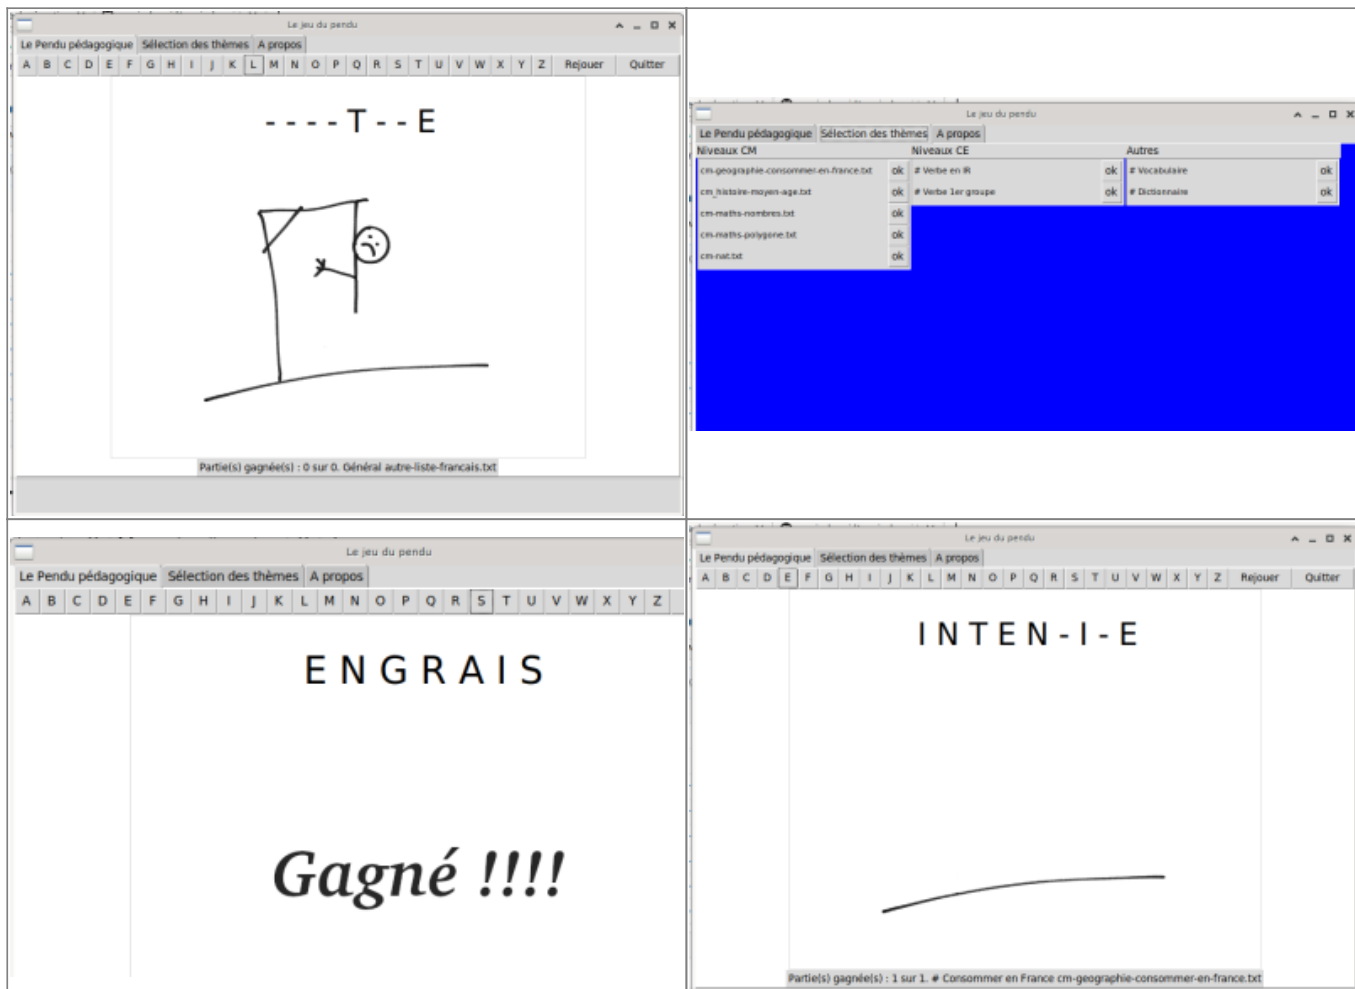 Le jeu du pendu
Le Pendu pédagogique Sélection des thèmes A propos
A B C D E F G H I J K L M N O P Q R S T U V W X Y Z Rejouer Quitter
- - - - T - - E
Partie(s) gagnée(s) : 0 sur 0. Général autre-liste-francais.txt
Le jeu du pendu
Le Pendu pédagogique Sélection des thèmes A propos
Niveaux CM Niveaux CE Autres
cm-geographie-consommer-en-france.txt ok # Verbe en IR ok # Vocabulaire ok
cm_histoire-moyen-age.txt ok # Verbe 1er groupe ok # Dictionnaire ok
cm-maths-nombres.txt ok
cm-maths-polygone.txt ok
cm-nat.txt ok
Le jeu du pendu
Le Pendu pédagogique Sélection des thèmes A propos
A B C D E F G H I J K L M N O P Q R S T U V W X Y Z
E N G R A I S
Gagné !!!!
Le jeu du pendu
Le Pendu pédagogique Sélection des thèmes A propos
A B C D E F G H I J K L M N O P Q R S T U V W X Y Z Rejouer Quitter
I N T E N - I - E
Partie(s) gagnée(s) : 1 sur 1. # Consommer en France cm-geographie-consommer-en-france.txt